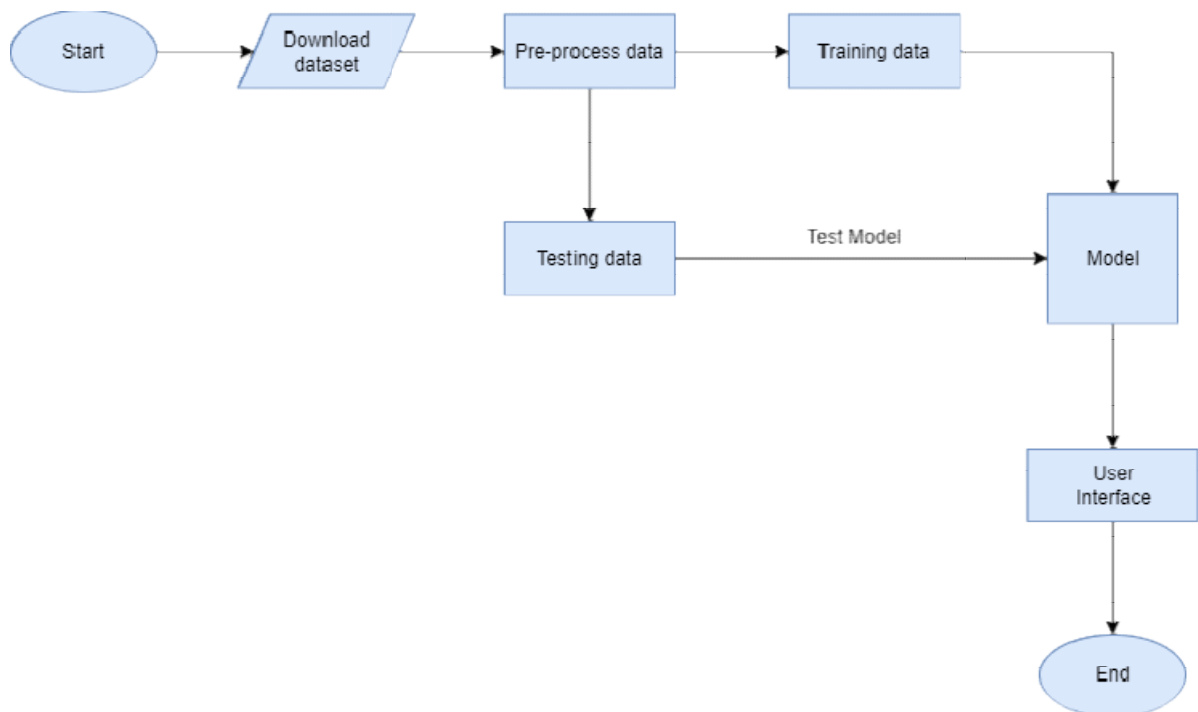 Start
Download
dataset
Pre-process data
Training data
Testing data
Test Model
Model
User
Interface
End